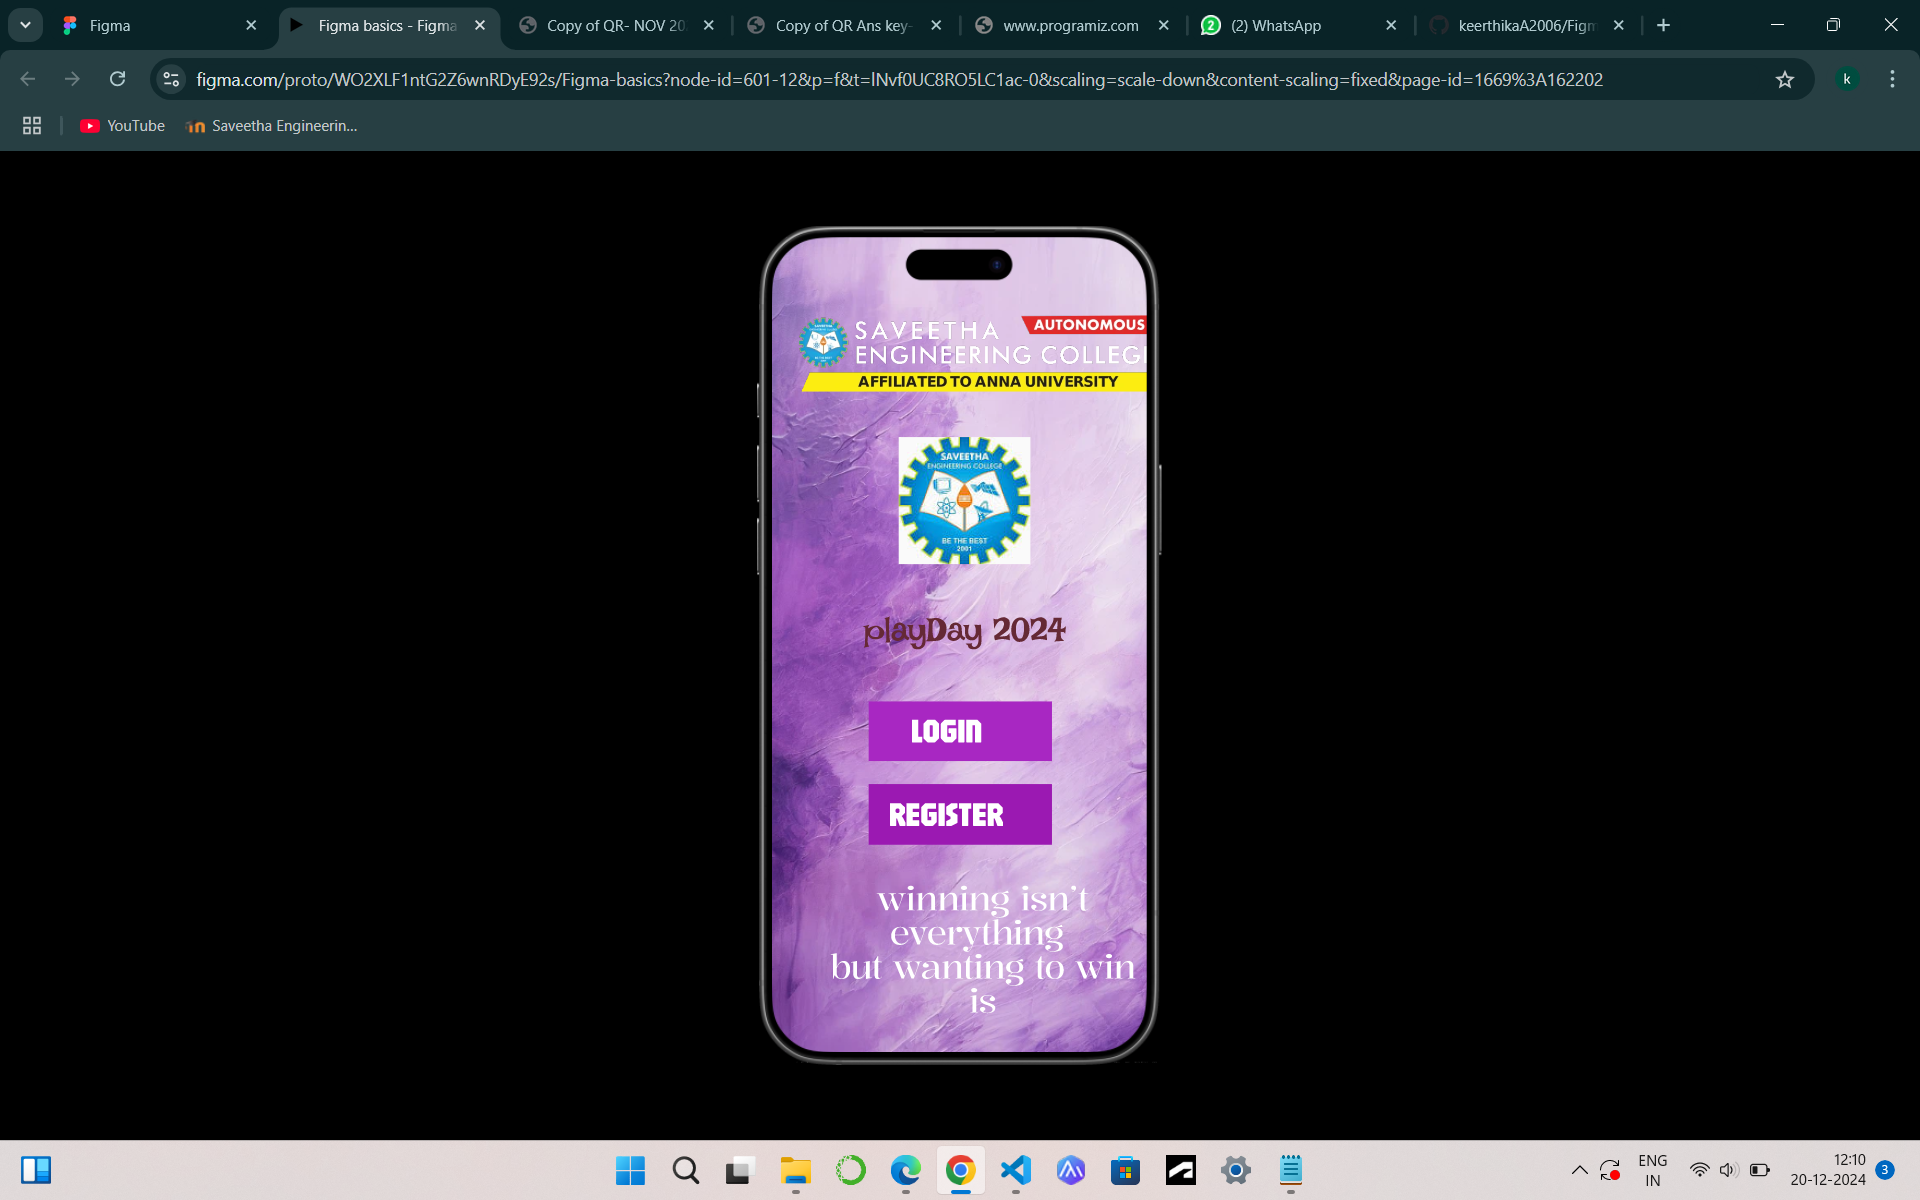 Figma
Figma basics - Figma
Copy of QR- NOV 20
Copy of QR Ans key-
www.programiz.com
(2) WhatsApp
keerthikaA2006/Figm
figma.com/proto/WO2XLF1ntG2Z6wnRDyE92s/Figma-basics?node-id=601-12&p=f&t=lNvf0UC8RO5LC1ac-0&scaling=scale-down&content-scaling=fixed&page-id=1669%3A162202
k
YouTube
Saveetha Engineerin...
SAVEETHA
AUTONOMOUS
ENGINEERING COLLEG
AFFILIATED TO ANNA UNIVERSITY
SAVEETHA
ENGINEERING COLLEGE
BE THE BEST
2001
playDay 2024
LOGIN
REGISTER
winning isn't
everything
but wanting to win
is
ENG
IN
12:10
20-12-2024
3